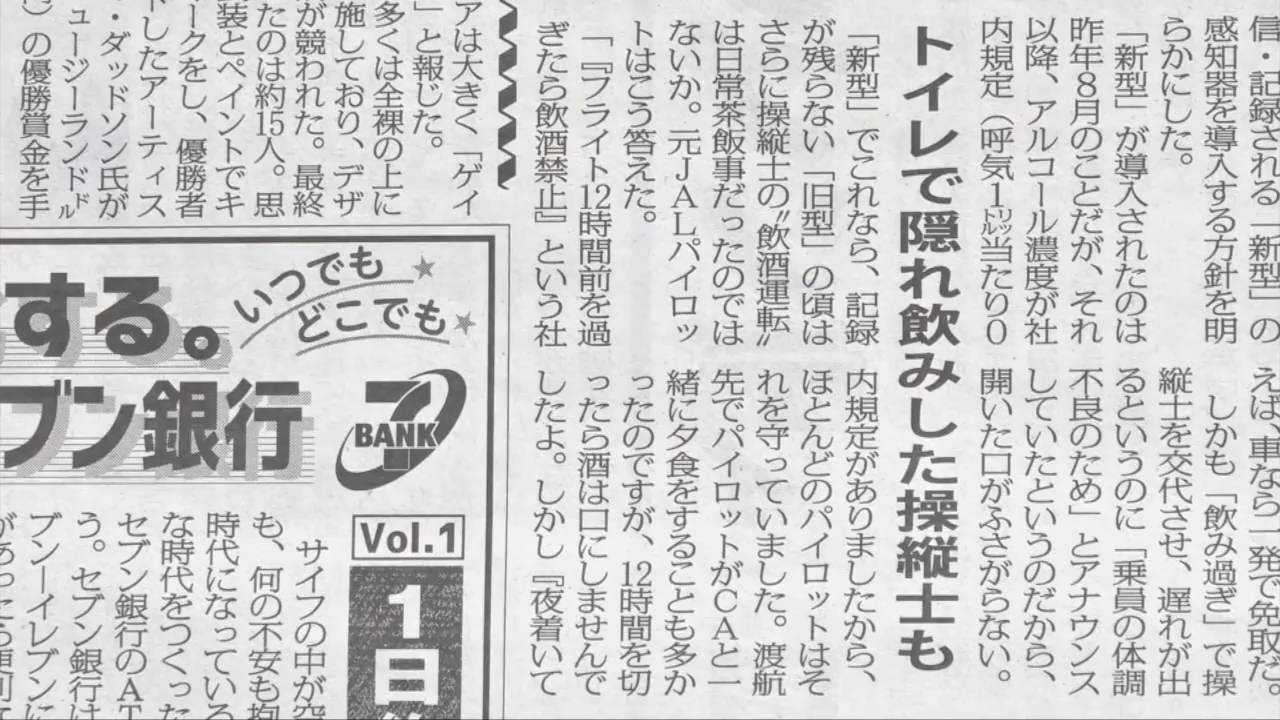 信・記録される「新型」の
感知器を導入する方針を明
らかにした。
「新型」が導入されたのは
昨年８月のことだが、それ
以降、アルコール濃度が社
内規定（呼気１㍑当たり０
えば、車なら一発で免取だ。
しかも「飲み過ぎ」で操
縦士を交代させ、遅れが出
るというのに「乗員の体調
不良のため」とアナウンス
していたというのだから、
開いた口がふさがらない。
トイレで隠れ飲みした操縦士も
「新型」でこれなら、記録
が残らない「旧型」の頃は
さらに操縦士の〝飲酒運転〟
は日常茶飯事だったのでは
ないか。元ＪＡＬパイロッ
トはこう答えた。
「『フライト12時間前を過
ぎたら飲酒禁止』という社
内規定がありましたから、
ほとんどのパイロットはそ
れを守っていました。渡航
先でパイロットがＣＡと一
緒に夕食をすることも多か
ったのですが、12時間を切
ったら酒は口にしませんで
したよ。しかし『夜着いて
アは大きく「ゲイ
」と報じた。
多くは全裸の上に
施しており、デザ
が競われた。最終
たのは約15人。思
装とペイントでキ
ークをし、優勝者
トしたアーティス
・ダッドソン氏が
ュージーランド㌦
）の優勝賞金を手
いつでも
どこでも
する。
ブン銀行
BANK
Vol.1
1日
サイフの中が空
も、何の不安も抱
時代になっている
な時代をつくった
セブン銀行のＡＴ
う。セブン銀行は
ブン－イレブンに